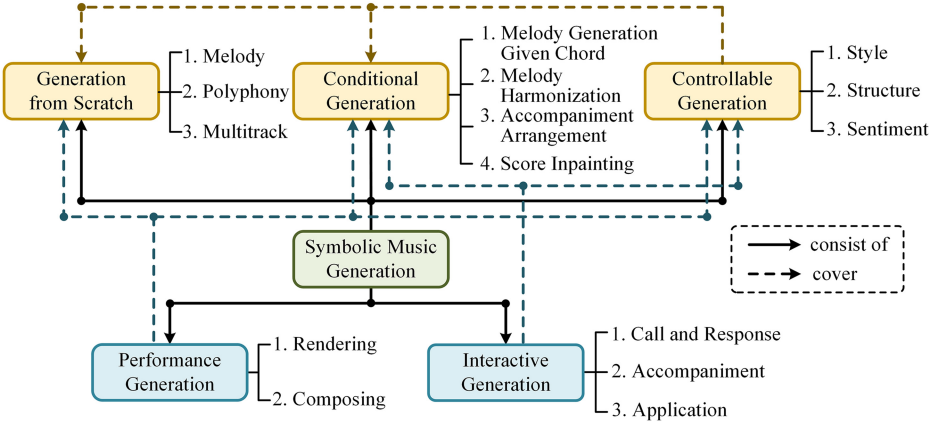 Generation
from Scratch
1. Melody
2. Polyphony
3. Multitrack
Conditional
Generation
1. Melody Generation
Given Chord
2. Melody
Harmonization
3. Accompaniment
Arrangement
4. Score Inpainting
Controllable
Generation
1. Style
2. Structure
3. Sentiment
Symbolic Music
Generation
consist of
cover
Performance
Generation
1. Rendering
2. Composing
Interactive
Generation
1. Call and Response
2. Accompaniment
3. Application